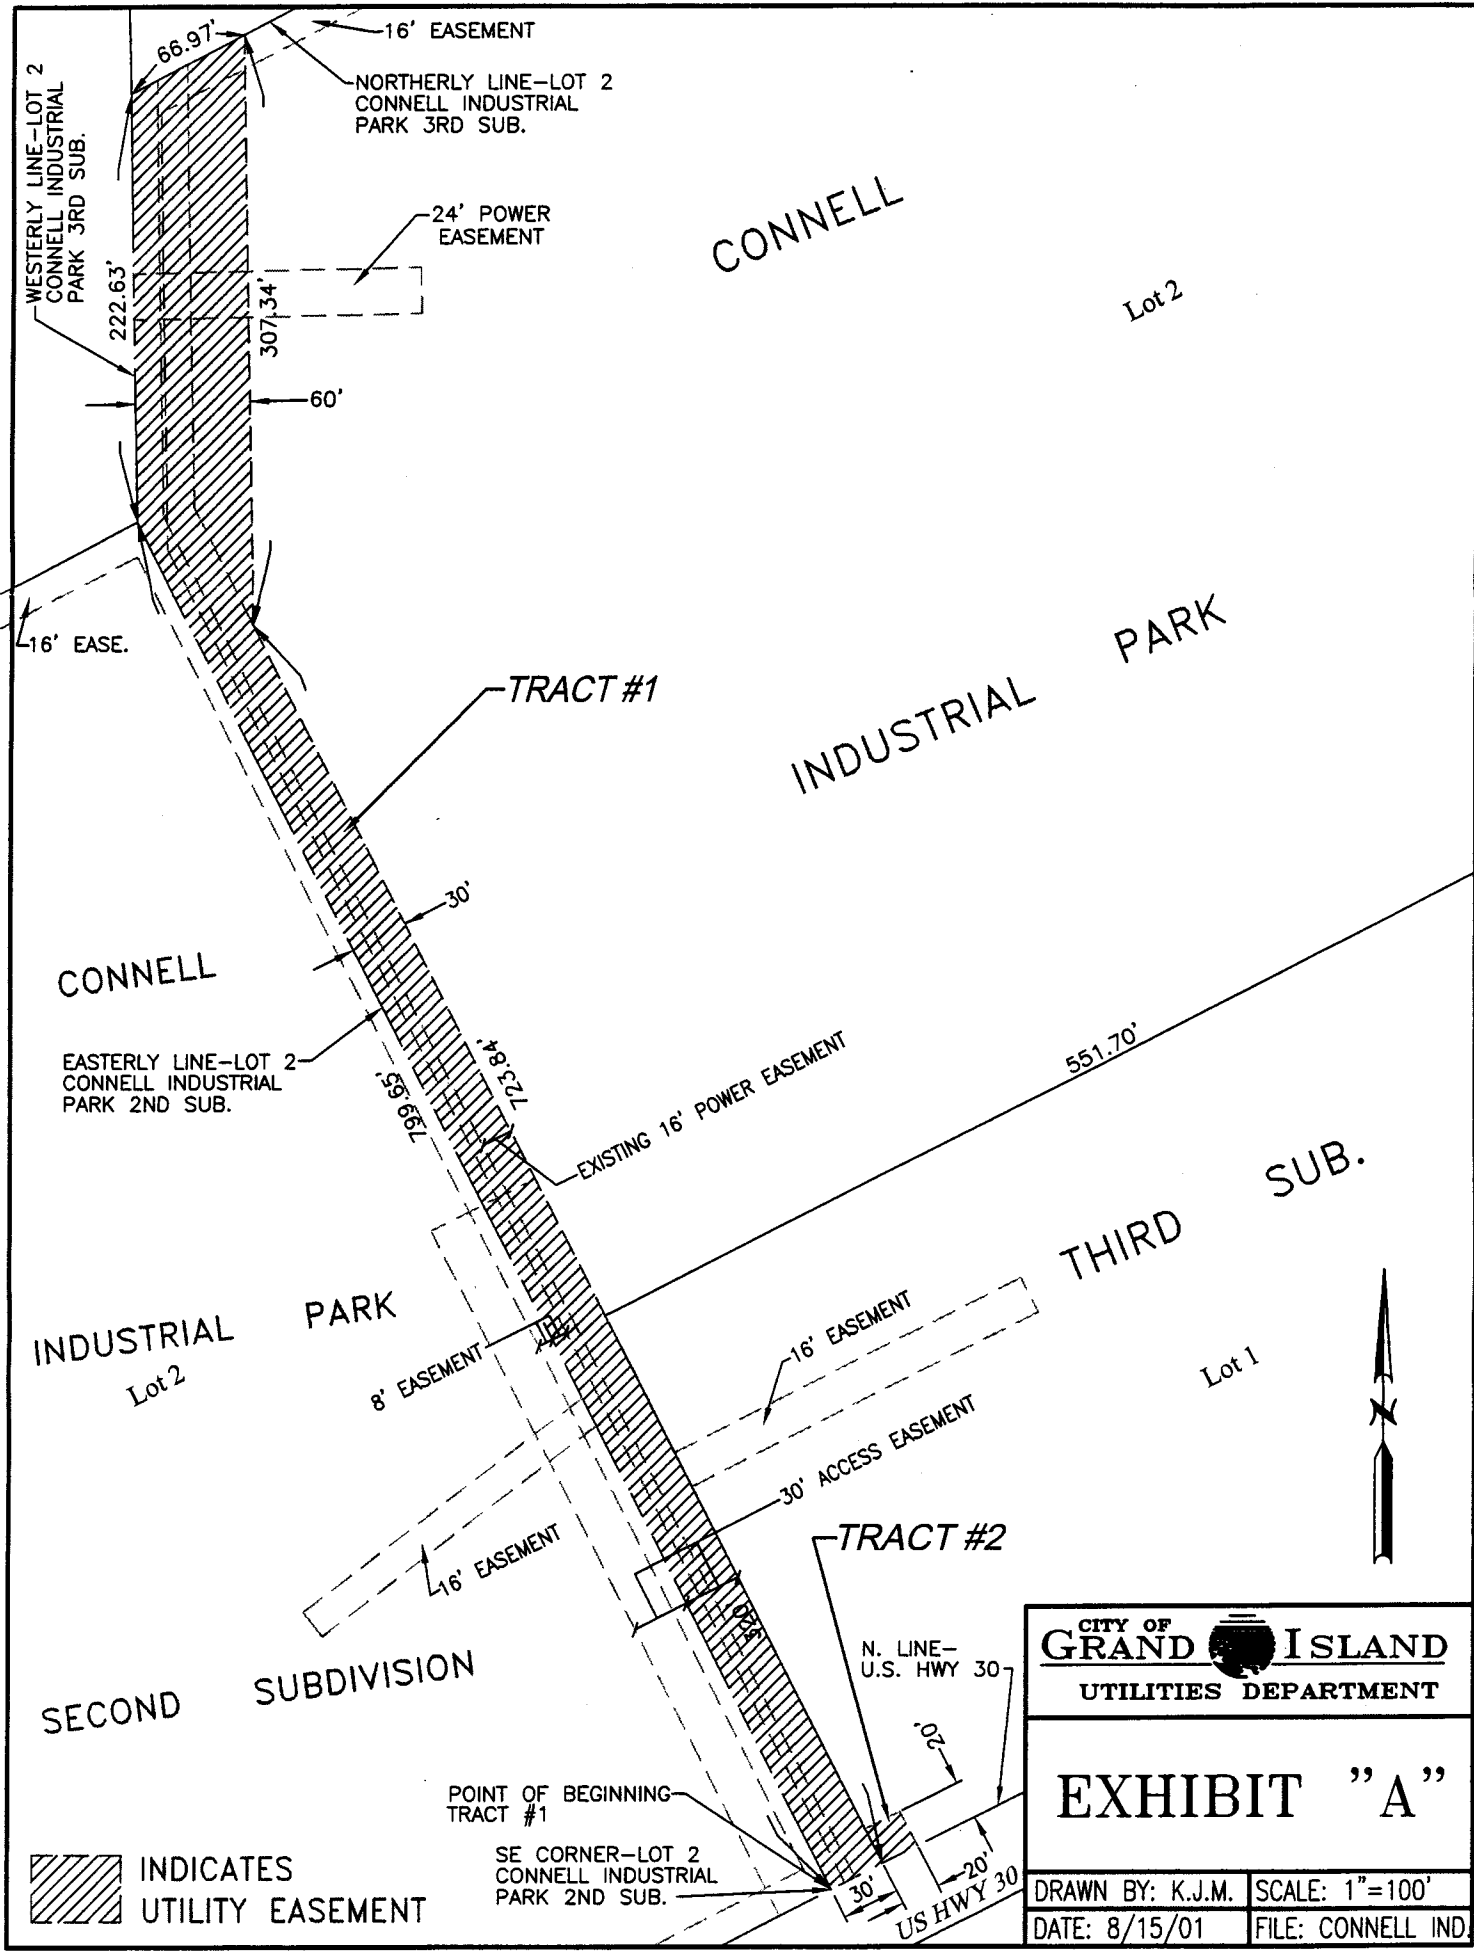 66.97'
16' EASEMENT
NORTHERLY LINE-LOT 2
CONNELL INDUSTRIAL
PARK 3RD SUB.
WESTERLY LINE-LOT 2
CONNELL INDUSTRIAL
PARK 3RD SUB.
24' POWER
EASEMENT
222.63'
307.34'
60'
CONNELL
Lot 2
16' EASE.
TRACT #1
PARK
INDUSTRIAL
30'
CONNELL
EASTERLY LINE-LOT 2
CONNELL INDUSTRIAL
PARK 2ND SUB.
799.65'
723.84'
EXISTING 16' POWER EASEMENT
551.70'
SUB.
THIRD
INDUSTRIAL PARK
Lot 2
8' EASEMENT
16' EASEMENT
Lot 1
30' ACCESS EASEMENT
16' EASEMENT
TRACT #2
N
N. LINE-
U.S. HWY 30
SECOND SUBDIVISION
20'
POINT OF BEGINNING
TRACT #1
SE CORNER-LOT 2
CONNELL INDUSTRIAL
PARK 2ND SUB.
30'
20'
US HWY 30
INDICATES
UTILITY EASEMENT
CITY OF
GRAND ISLAND
UTILITIES DEPARTMENT
EXHIBIT "A"
DRAWN BY: K.J.M.
SCALE: 1"=100'
DATE: 8/15/01
FILE: CONNELL IND.